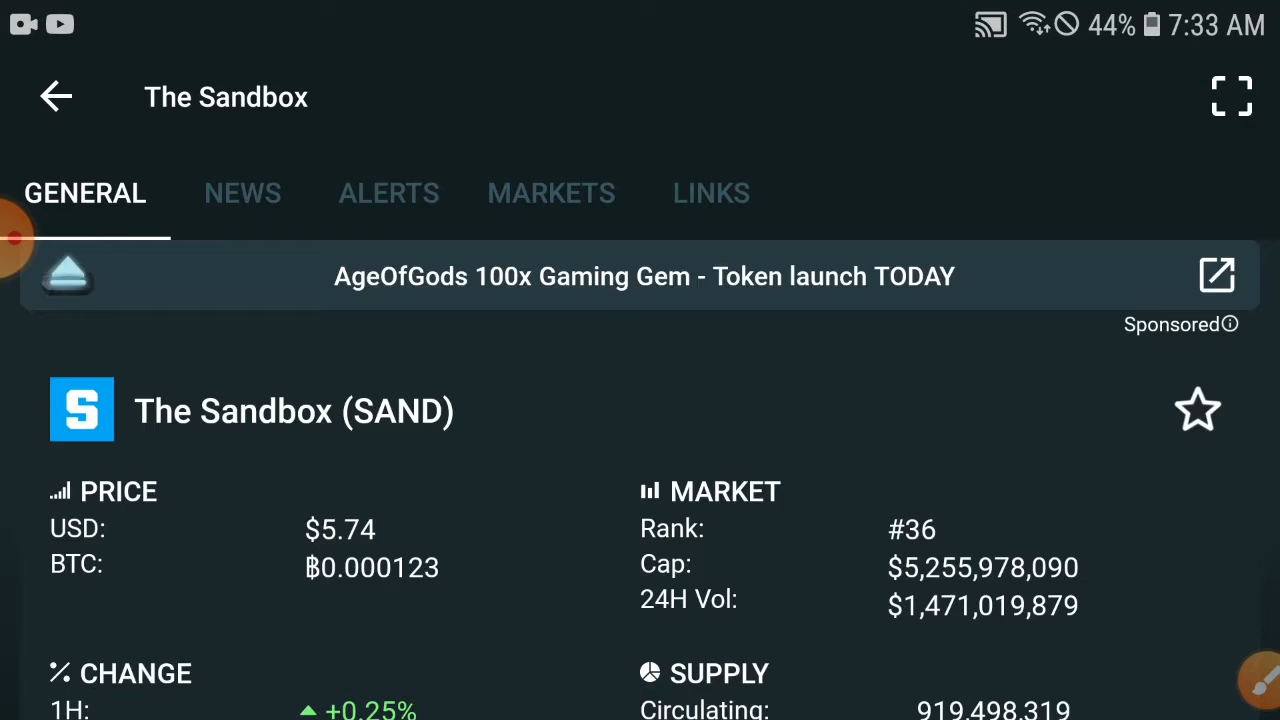 44% 7:33 AM
The Sandbox
GENERAL NEWS ALERTS MARKETS LINKS
AgeOfGods 100x Gaming Gem - Token launch TODAY
Sponsored
S The Sandbox (SAND)
PRICE
USD: $5.74
BTC: ₿0.000123
MARKET
Rank: #36
Cap: $5,255,978,090
24H Vol: $1,471,019,879
CHANGE
1H: +0.25%
SUPPLY
Circulating: 919,498,319